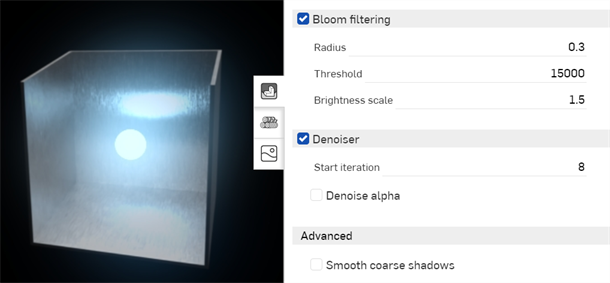 Bloom filtering
Radius 0.3
Threshold 15000
Brightness scale 1.5
Denoiser
Start iteration 8
Denoise alpha
Advanced
Smooth coarse shadows